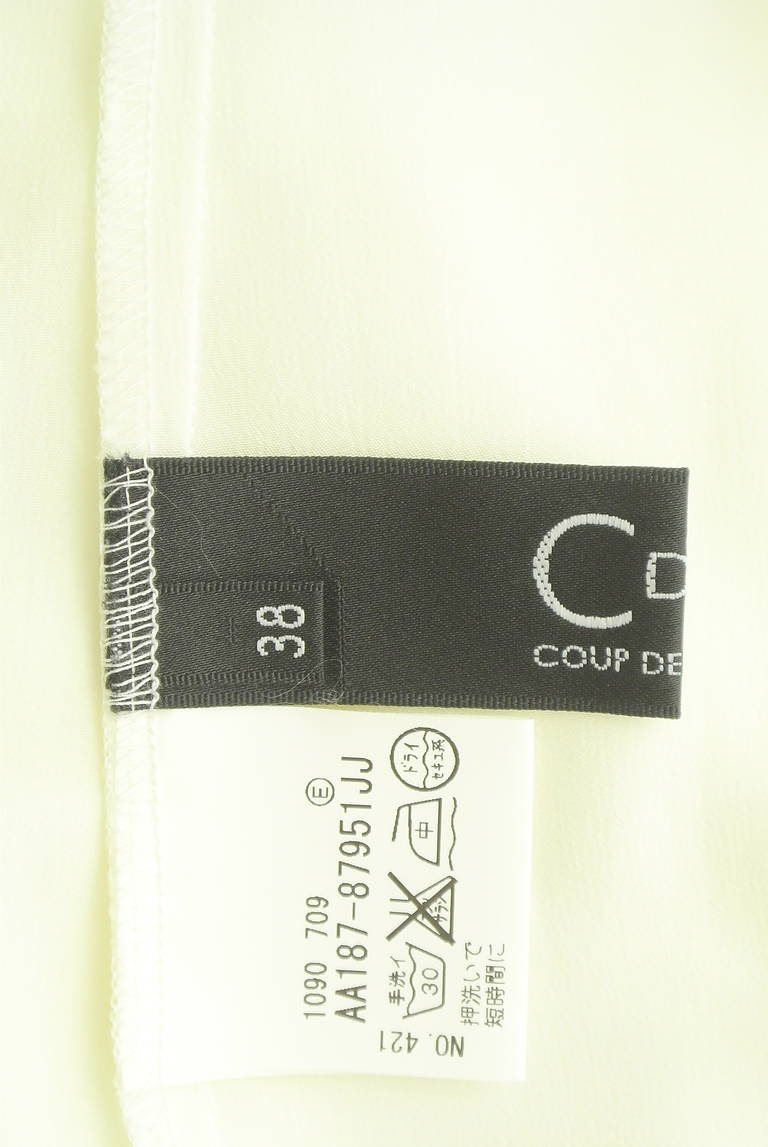 38
C D
COUP DE
1090 709
Ⓔ
AA187-87951JJ
手洗イ
30
中
ドライ
セキユ系
押洗いで
短時間に
NO. 421